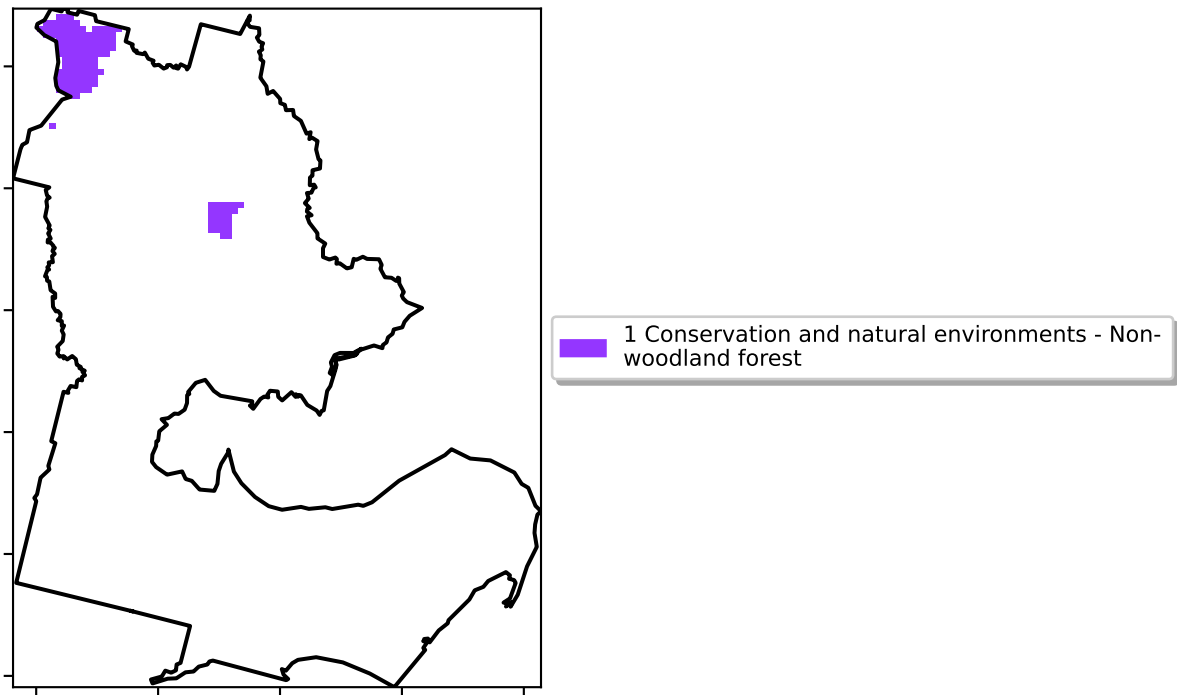 1 Conservation and natural environments - Non-
woodland forest